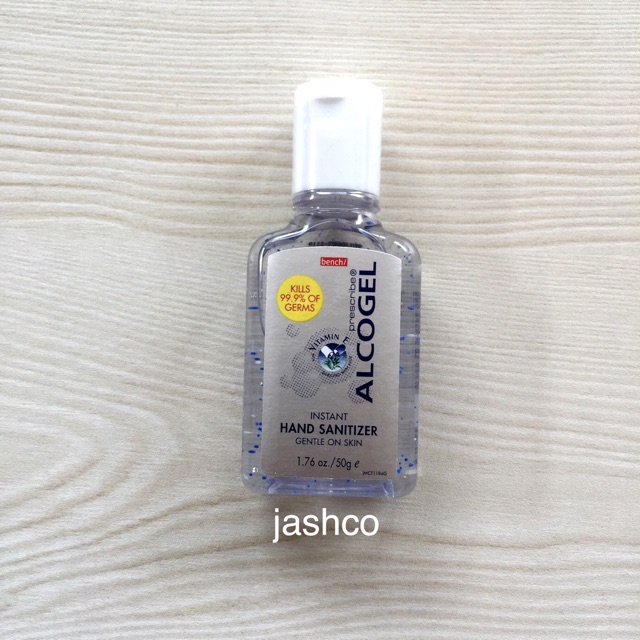 bench/
KILLS
99.9% OF
GERMS
prescribe®
ALCOGEL
VITAMIN E
INSTANT
HAND SANITIZER
GENTLE ON SKIN
1.76 oz./50g e
jashco